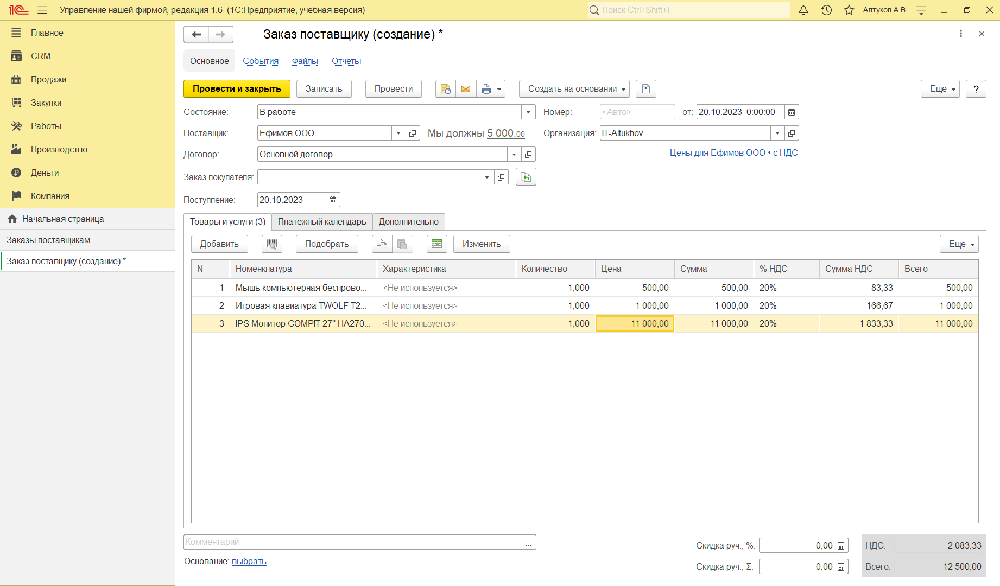 1С Управление нашей фирмой, редакция 1.6 (1С:Предприятие, учебная версия) Поиск Ctrl+Shift+F Алтухов А.В.
Главное
CRM
Продажи
Закупки
Работы
Производство
Деньги
Компания
Начальная страница
Заказы поставщикам
Заказ поставщику (создание) *
Заказ поставщику (создание) *
Основное События Файлы Отчеты
Провести и закрыть Записать Провести Создать на основании Еще ?
Состояние: В работе Номер: <Авто> от: 20.10.2023 0:00:00
Поставщик: Ефимов ООО Мы должны 5 000,00 Организация: IT-Altukhov
Договор: Основной договор Цены для Ефимов ООО • с НДС
Заказ покупателя:
Поступление: 20.10.2023
Товары и услуги (3) Платежный календарь Дополнительно
Добавить Подобрать Изменить Еще
N Номенклатура Характеристика Количество Цена Сумма % НДС Сумма НДС Всего
1 Мышь компьютерная беспрово... <Не используется> 1,000 500,00 500,00 20% 83,33 500,00
2 Игровая клавиатура TWOLF T2... <Не используется> 1,000 1 000,00 1 000,00 20% 166,67 1 000,00
3 IPS Монитор COMPIT 27" HA270... <Не используется> 1,000 11 000,00 11 000,00 20% 1 833,33 11 000,00
Комментарий ... Скидка руч., %: 0,00 НДС: 2 083,33
Основание: выбрать Скидка руч., Σ: 0,00 Всего: 12 500,00